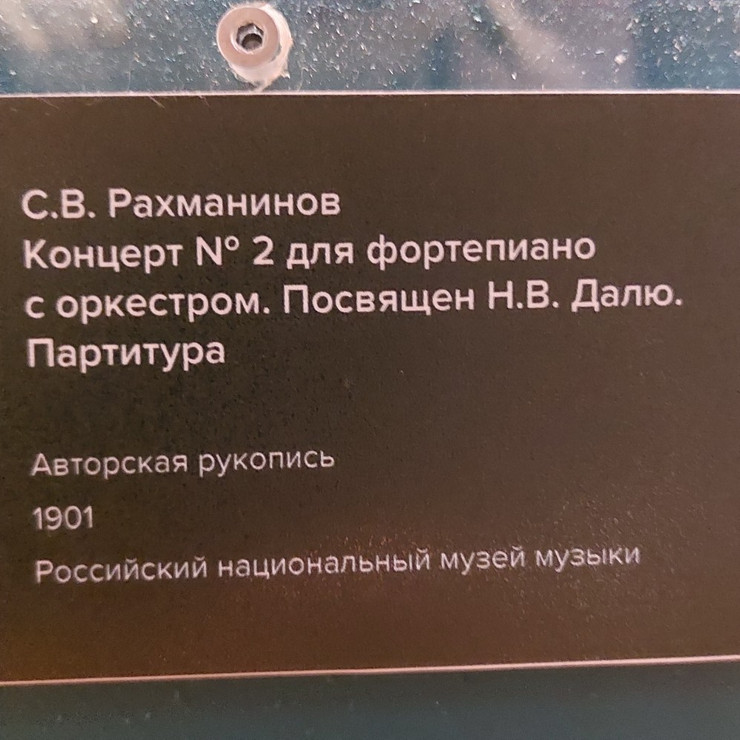 С.В. Рахманинов
Концерт № 2 для фортепиано
с оркестром. Посвящен Н.В. Далю.
Партитура
Авторская рукопись
1901
Российский национальный музей музыки